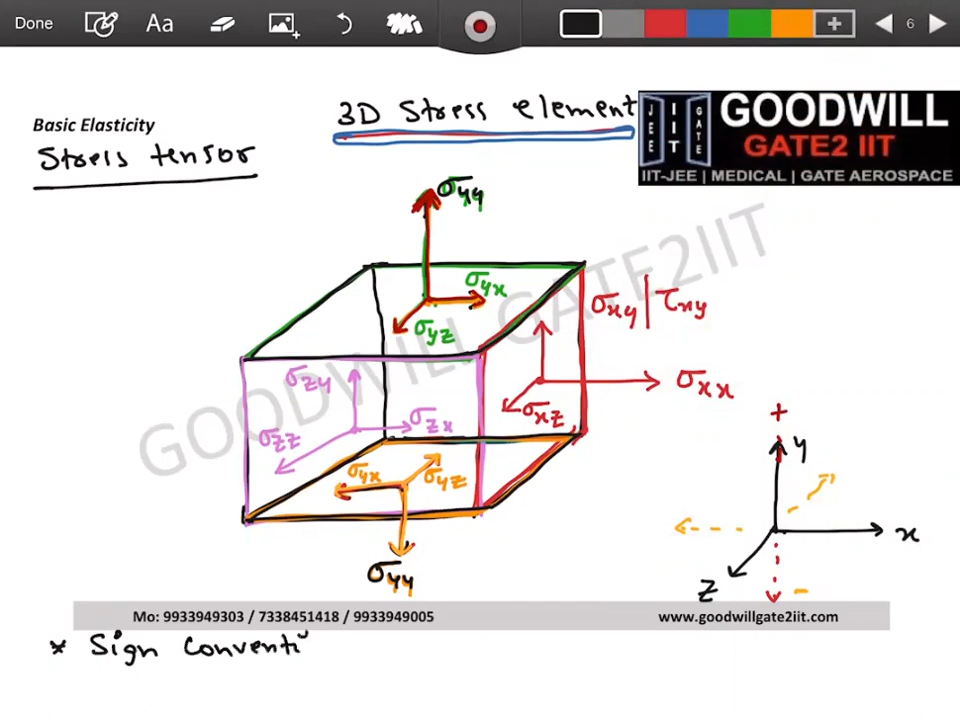 Done Aa 6
3D Stress element
Basic Elasticity
Stress tensor
JEE IIT GATE
GOODWILL
GATE2 IIT
IIT-JEE | MEDICAL | GATE AEROSPACE
σyy
σyx
σyz
σxy | τxy
σxx
σxz
σzy
σzx
σzz
σyx
σyz
σyy
+
y
x
z
-
GOODWILL GATE2IIT
Mo: 9933949303 / 7338451418 / 9933949005
www.goodwillgate2iit.com
* Sign Conventi